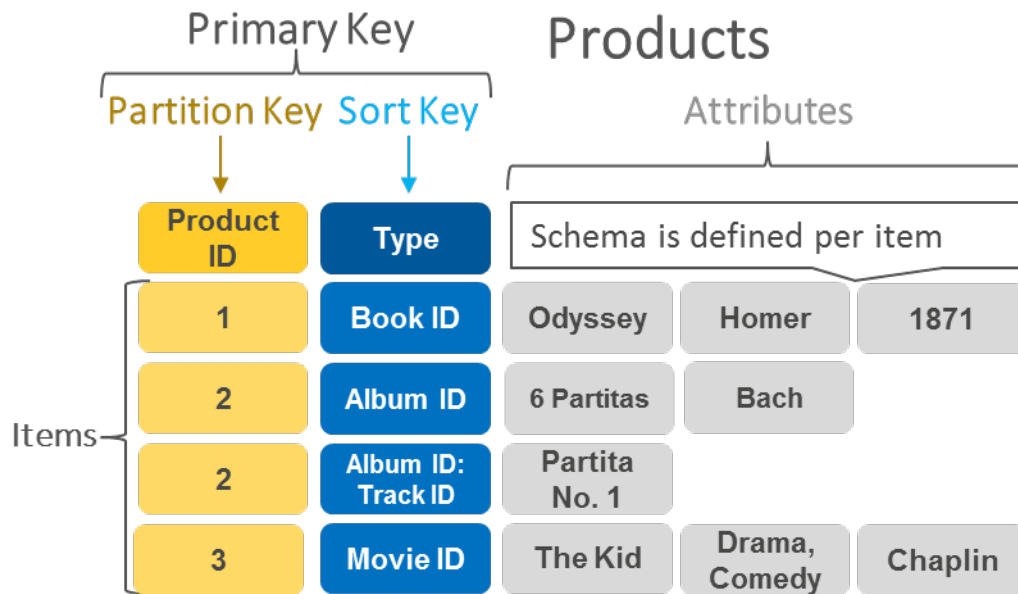 Primary Key
Products
Partition Key
Sort Key
Attributes
Product
ID
Type
Schema is defined per item
Items
1
Book ID
Odyssey
Homer
1871
2
Album ID
6 Partitas
Bach
2
Album ID:
Track ID
Partita
No. 1
3
Movie ID
The Kid
Drama,
Comedy
Chaplin